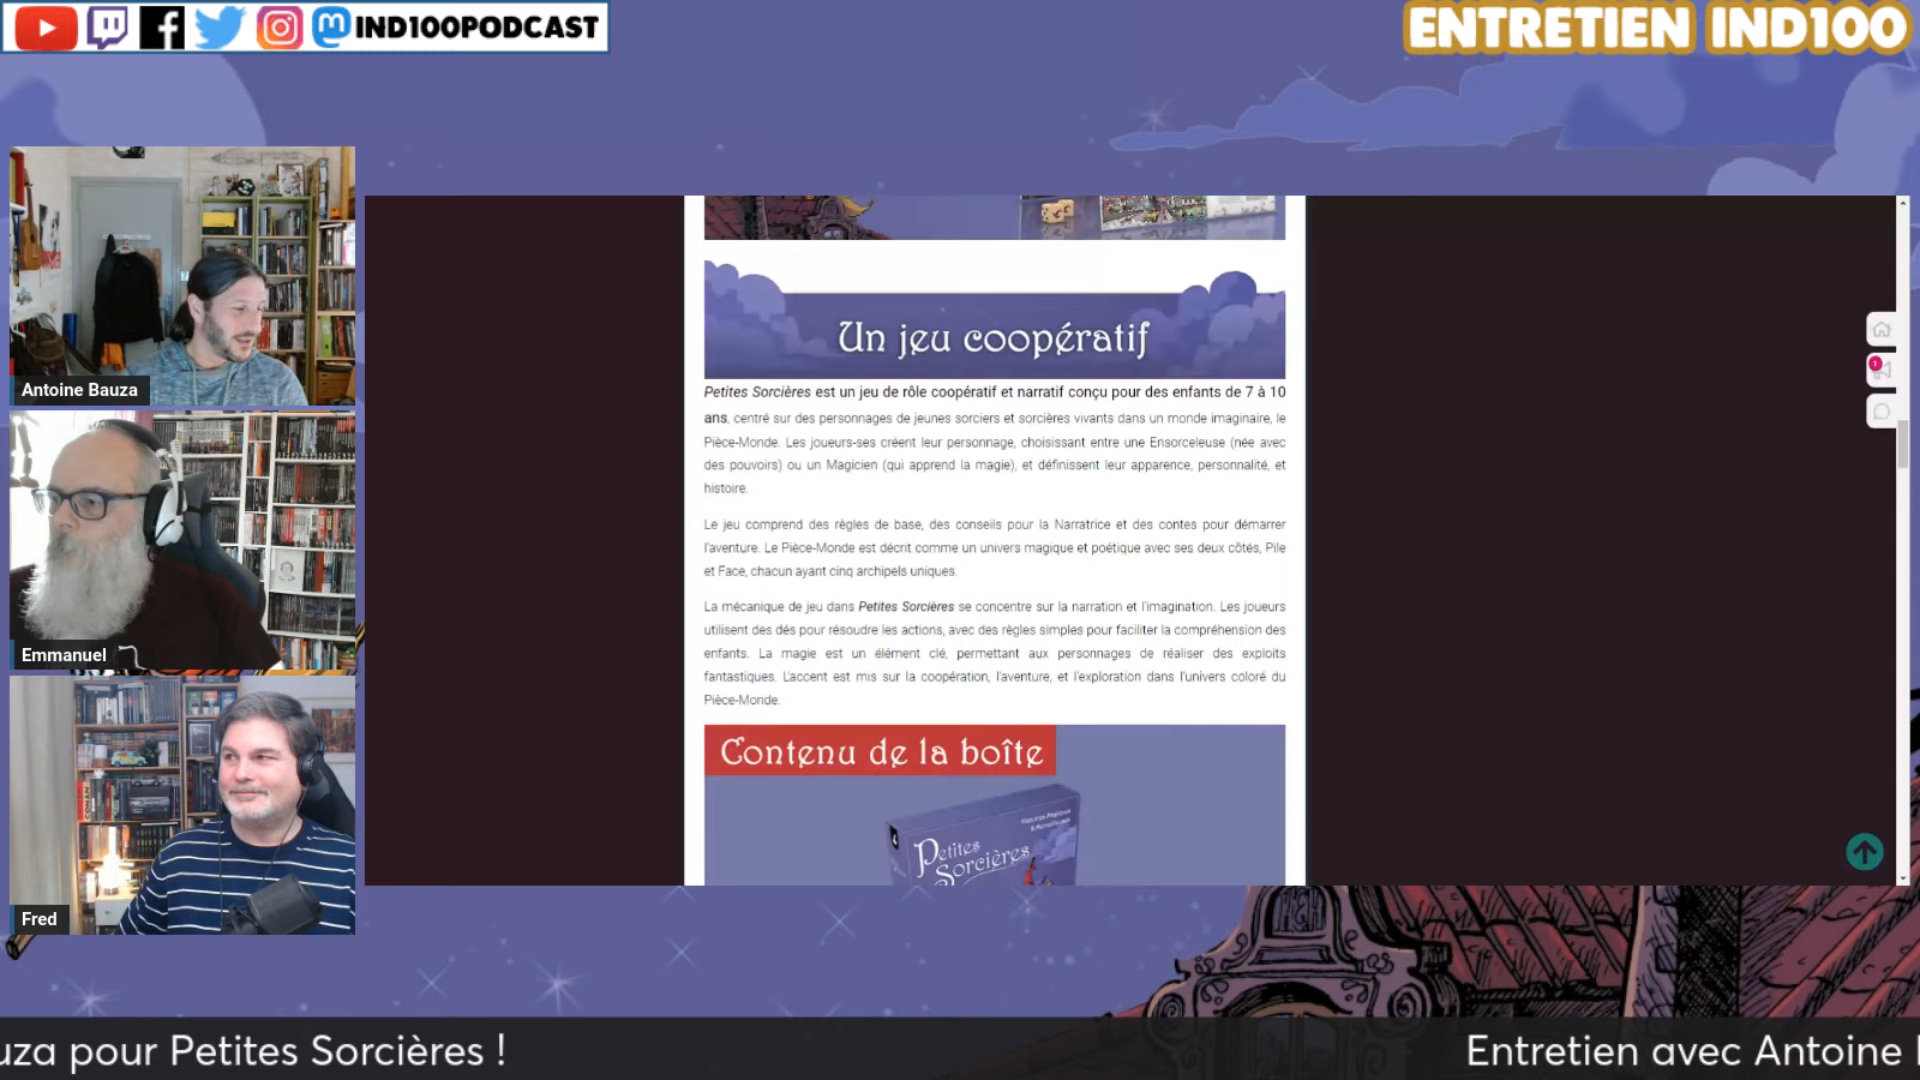 IND100PODCAST
ENTRETIEN IND100
Antoine Bauza
Emmanuel
Fred
Un jeu coopératif
Petites Sorcières est un jeu de rôle coopératif et narratif conçu pour des enfants de 7 à 10
ans, centré sur des personnages de jeunes sorciers et sorcières vivants dans un monde imaginaire, le
Pièce-Monde. Les joueurs-ses créent leur personnage, choisissant entre une Ensorceleuse (née avec
des pouvoirs) ou un Magicien (qui apprend la magie), et définissent leur apparence, personnalité, et
histoire.
Le jeu comprend des règles de base, des conseils pour la Narratrice et des contes pour démarrer
l'aventure. Le Pièce-Monde est décrit comme un univers magique et poétique avec ses deux côtés, Pile
et Face, chacun ayant cinq archipels uniques.
La mécanique de jeu dans Petites Sorcières se concentre sur la narration et l'imagination. Les joueurs
utilisent des dés pour résoudre les actions, avec des règles simples pour faciliter la compréhension des
enfants. La magie est un élément clé, permettant aux personnages de réaliser des exploits
fantastiques. L'accent est mis sur la coopération, l'aventure, et l'exploration dans l'univers coloré du
Pièce-Monde.
Contenu de la boîte
Petites
Sorcières
1
uza pour Petites Sorcières !
Entretien avec Antoine